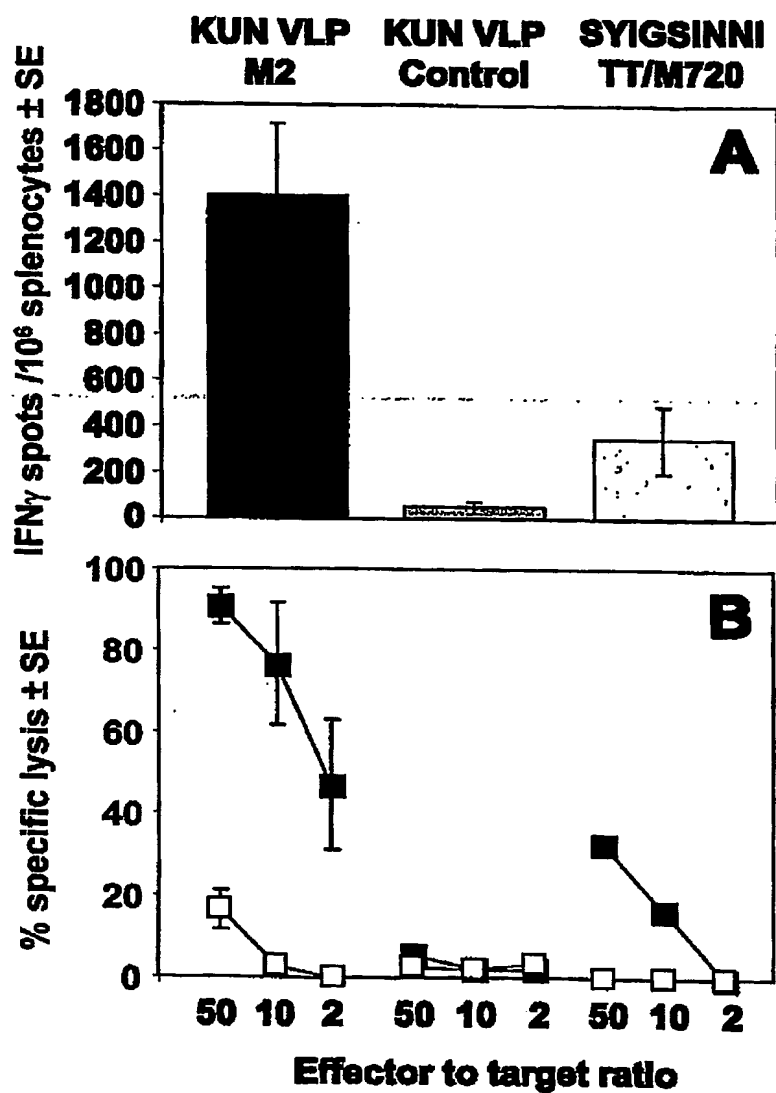 KUN VLP M2
KUN VLP Control
SYIGSINNI TT/M720
IFNγ spots /10⁶ splenocytes ± SE
1800
1600
1400
1200
1000
800
600
400
200
0
A
% specific lysis ± SE
100
80
60
40
20
0
B
50 10 2 50 10 2 50 10 2
Effector to target ratio